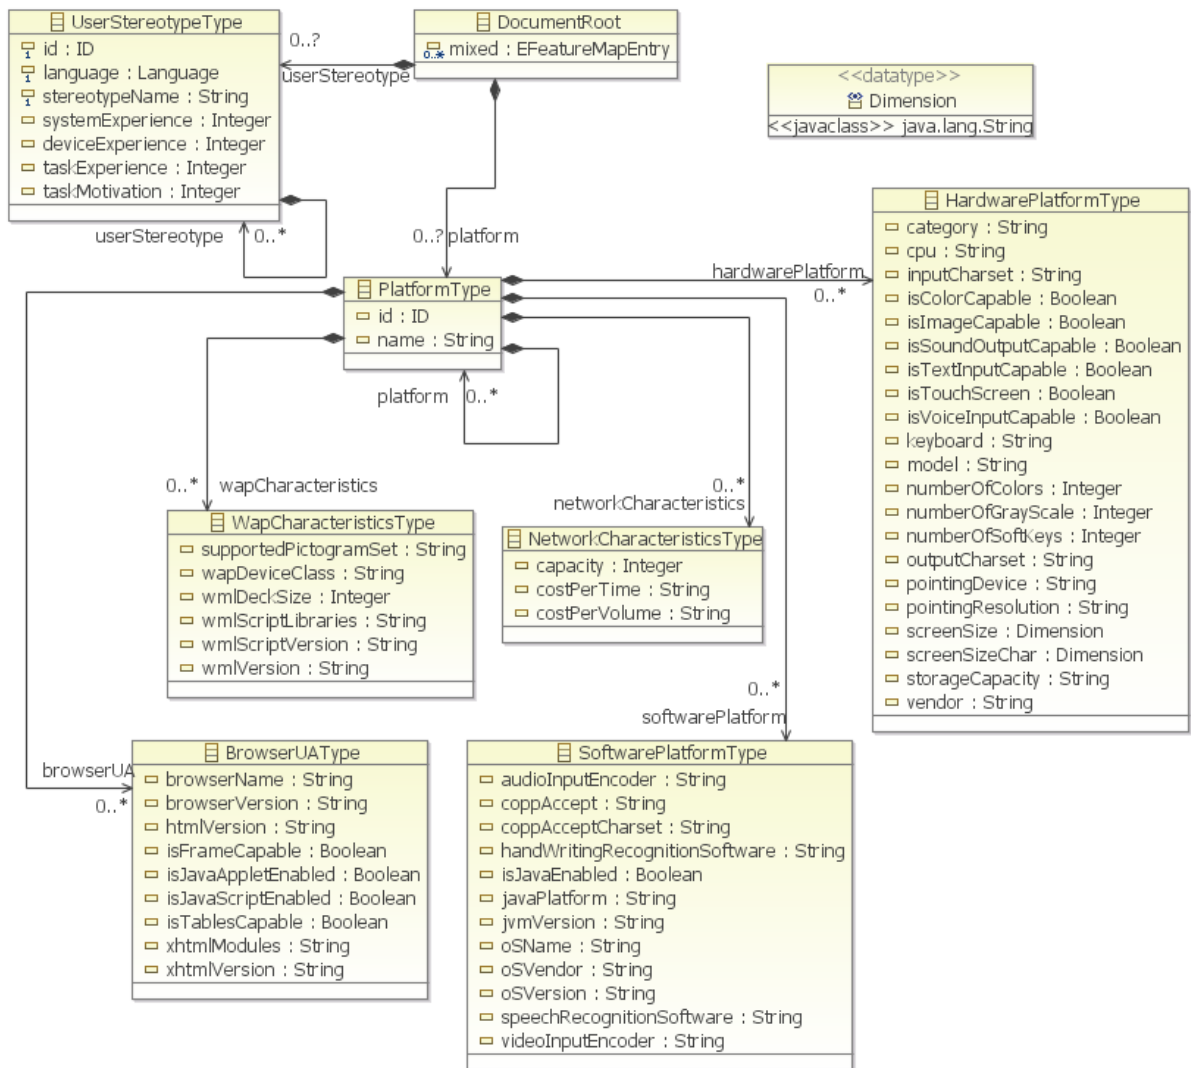 UserStereotypeType
id : ID
language : Language
stereotypeName : String
systemExperience : Integer
deviceExperience : Integer
taskExperience : Integer
taskMotivation : Integer
0..?
userStereotype
DocumentRoot
0..* mixed : EFeatureMapEntry
<<datatype>>
Dimension
<<javaclass>> java.lang.String
userStereotype 0..*
0..? platform
PlatformType
id : ID
name : String
platform 0..*
hardwarePlatform
0..*
HardwarePlatformType
category : String
cpu : String
inputCharset : String
isColorCapable : Boolean
isImageCapable : Boolean
isSoundOutputCapable : Boolean
isTextInputCapable : Boolean
isTouchScreen : Boolean
isVoiceInputCapable : Boolean
keyboard : String
model : String
numberOfColors : Integer
numberOfGrayScale : Integer
numberOfSoftKeys : Integer
outputCharset : String
pointingDevice : String
pointingResolution : String
screenSize : Dimension
screenSizeChar : Dimension
storageCapacity : String
vendor : String
0..* wapCharacteristics
WapCharacteristicsType
supportedPictogramSet : String
wapDeviceClass : String
wmlDeckSize : Integer
wmlScriptLibraries : String
wmlScriptVersion : String
wmlVersion : String
0..*
networkCharacteristics
NetworkCharacteristicsType
capacity : Integer
costPerTime : String
costPerVolume : String
0..*
softwarePlatform
browserUA
0..*
BrowserUAType
browserName : String
browserVersion : String
htmlVersion : String
isFrameCapable : Boolean
isJavaAppletEnabled : Boolean
isJavaScriptEnabled : Boolean
isTablesCapable : Boolean
xhtmlModules : String
xhtmlVersion : String
SoftwarePlatformType
audioInputEncoder : String
coppAccept : String
coppAcceptCharset : String
handWritingRecognitionSoftware : String
isJavaEnabled : Boolean
javaPlatform : String
jvmVersion : String
oSName : String
oSVendor : String
oSVersion : String
speechRecognitionSoftware : String
videoInputEncoder : String